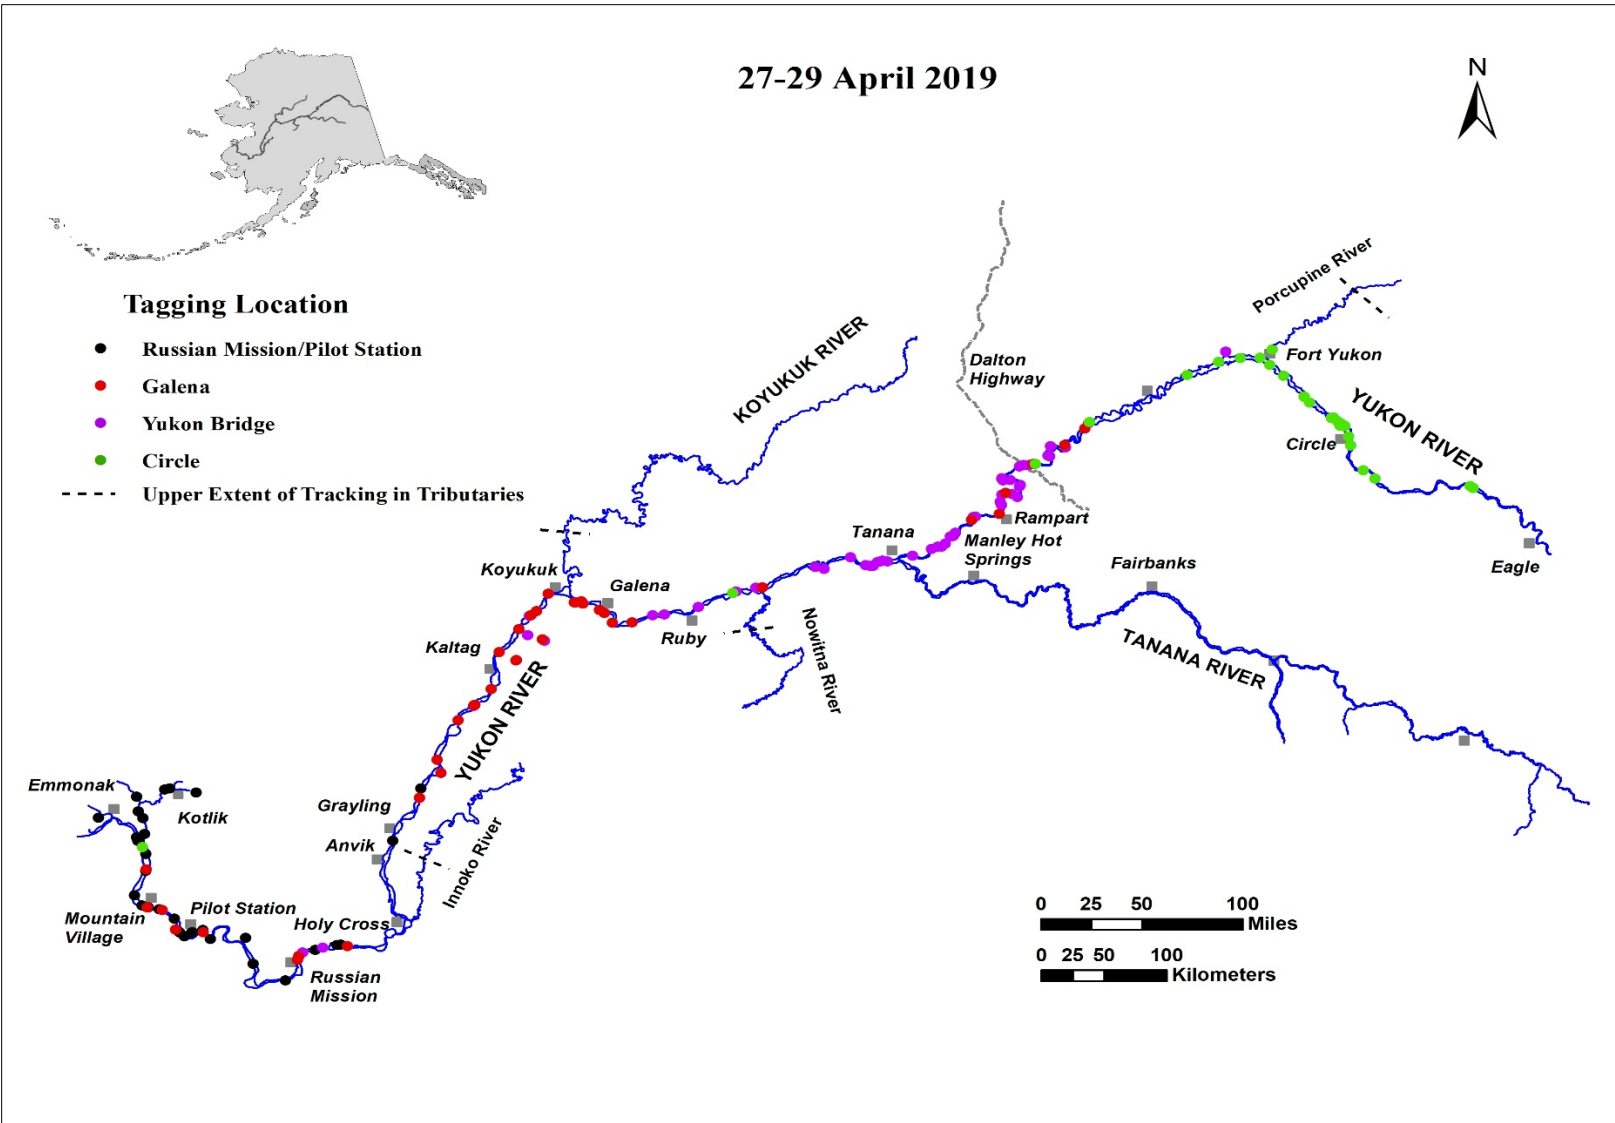 27-29 April 2019
N
Tagging Location
Russian Mission/Pilot Station
Galena
Yukon Bridge
Circle
Upper Extent of Tracking in Tributaries
Porcupine River
KOYUKUK RIVER
Dalton
Highway
Fort Yukon
YUKON RIVER
Circle
Rampart
Tanana
Manley Hot
Springs
Fairbanks
Eagle
Koyukuk
Galena
Ruby
Nowitna River
TANANA RIVER
Kaltag
YUKON RIVER
Emmonak
Kotlik
Grayling
Anvik
Innoko River
Mountain
Village
Pilot Station
Holy Cross
Russian
Mission
0 25 50 100
Miles
0 25 50 100
Kilometers